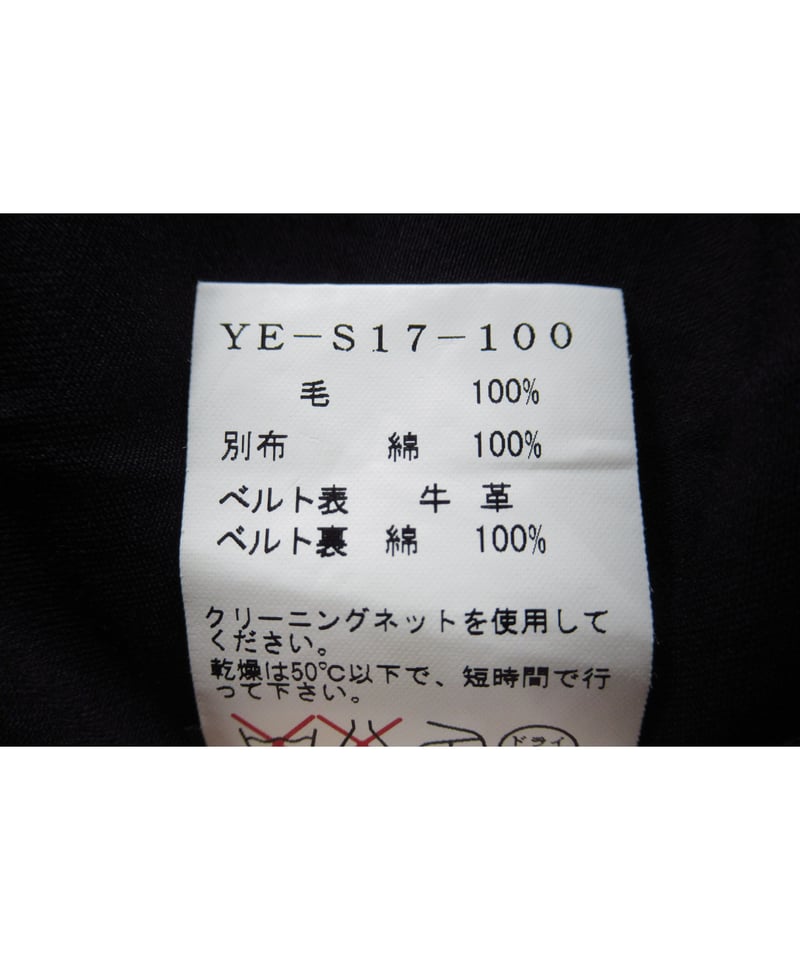 YE-S17-100
毛 100%
別布 綿 100%
ベルト表 牛革
ベルト裏 綿 100%
クリーニングネットを使用して
ください。
乾燥は50℃以下で、短時間で行
って下さい。
ドライ